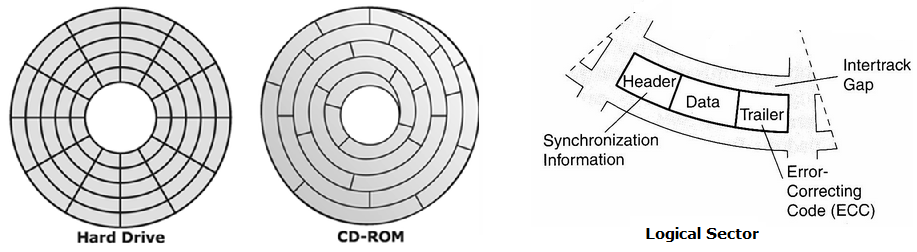 Hard Drive
CD-ROM
Header
Data
Trailer
Intertrack
Gap
Synchronization
Information
Error-
Correcting
Code (ECC)
Logical Sector